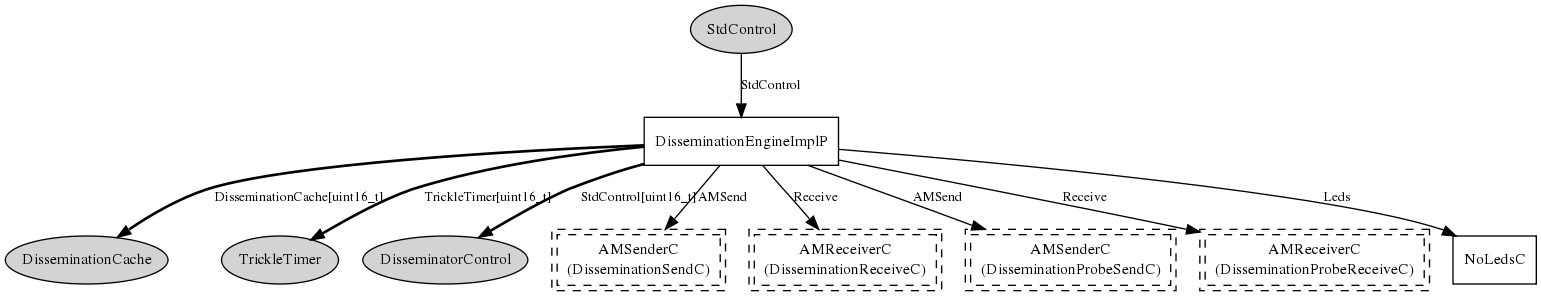 StdControl
StdControl
DisseminationEngineImplP
DisseminationCache[uint16_t]
TrickleTimer[uint16_t]
StdControl[uint16_t]
AMSend
Receive
AMSend
Receive
Leds
DisseminationCache
TrickleTimer
DisseminatorControl
AMSenderC
(DisseminationSendC)
AMReceiverC
(DisseminationReceiveC)
AMSenderC
(DisseminationProbeSendC)
AMReceiverC
(DisseminationProbeReceiveC)
NoLedsC